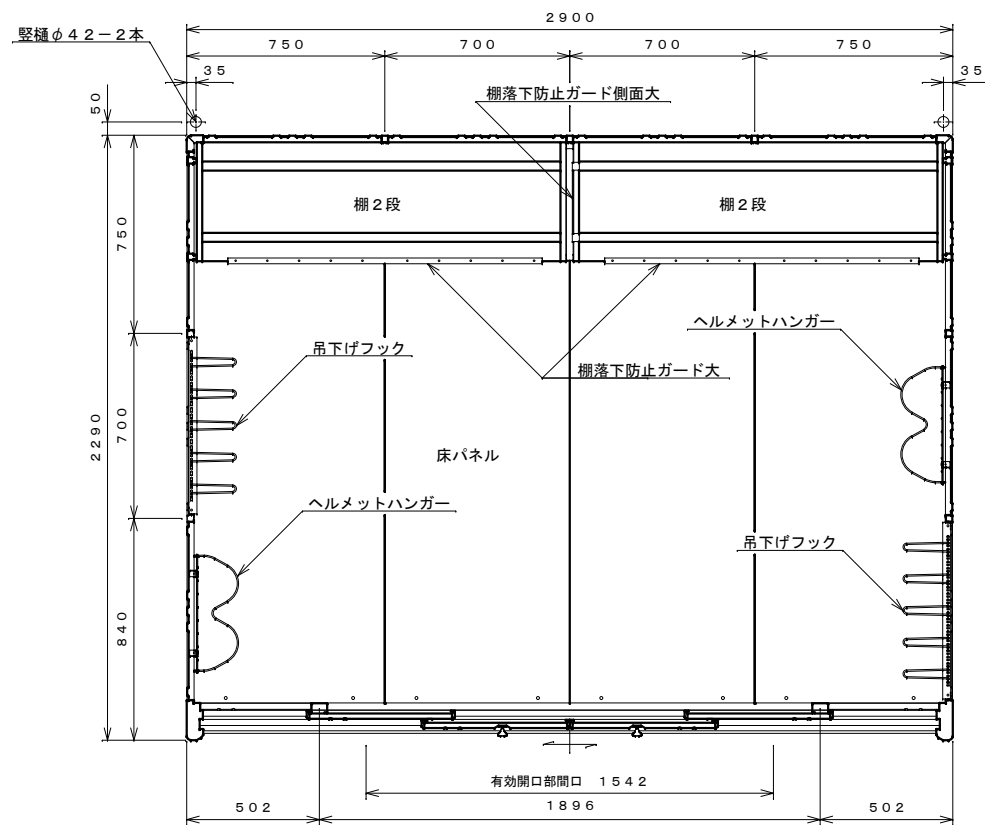 ２９００
竪樋φ４２－２本
７５０
７００
７００
７５０
３５
３５
５０
棚落下防止ガード側面大
棚２段
棚２段
７５０
ヘルメットハンガー
吊下げフック
棚落下防止ガード大
２２９０
７００
床パネル
ヘルメットハンガー
吊下げフック
８４０
有効開口部間口　１５４２
５０２
１８９６
５０２